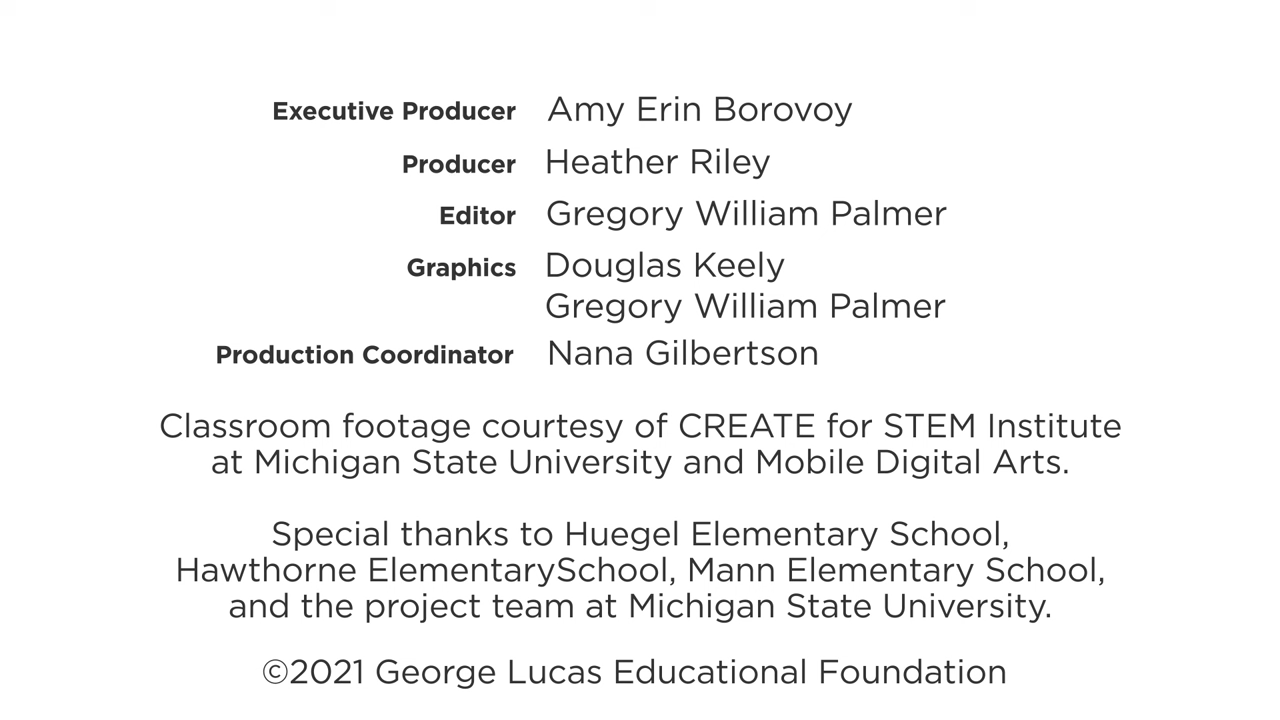 Executive Producer Amy Erin Borovoy
Producer Heather Riley
Editor Gregory William Palmer
Graphics Douglas Keely
Gregory William Palmer
Production Coordinator Nana Gilbertson
Classroom footage courtesy of CREATE for STEM Institute
at Michigan State University and Mobile Digital Arts.
Special thanks to Huegel Elementary School,
Hawthorne ElementarySchool, Mann Elementary School,
and the project team at Michigan State University.
©2021 George Lucas Educational Foundation